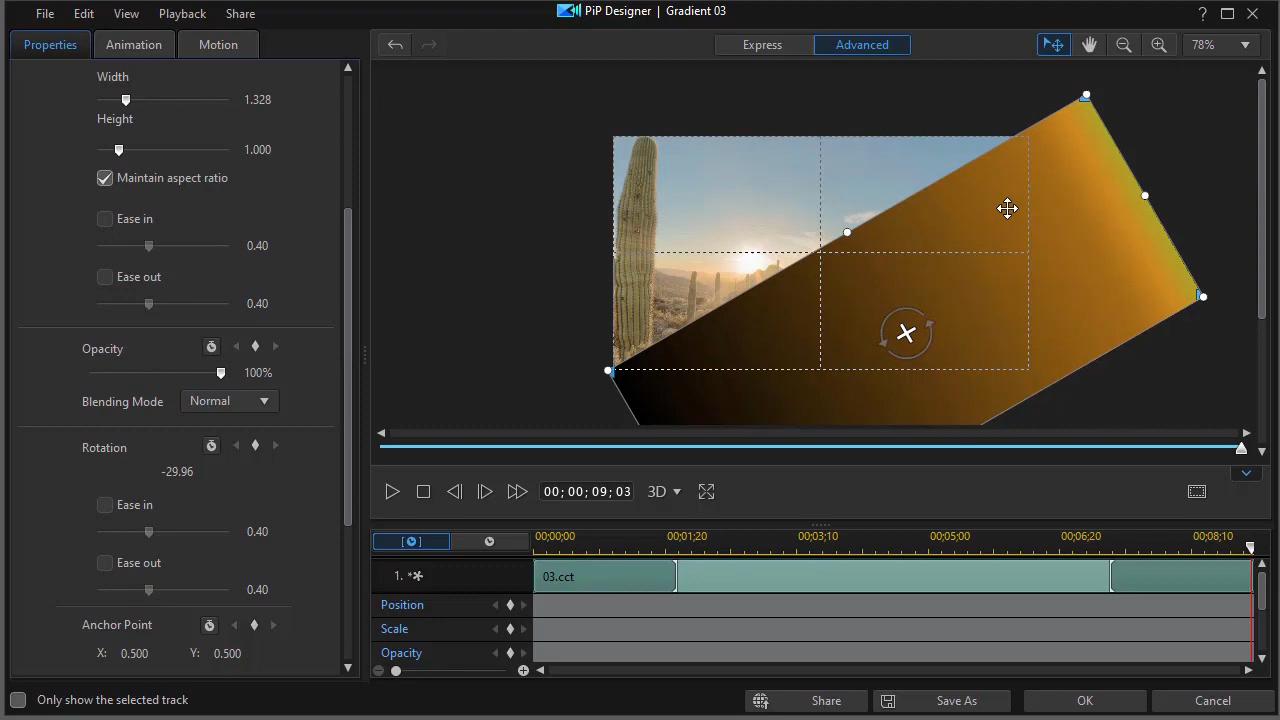 File Edit View Playback Share
PiP Designer | Gradient 03
?
Properties Animation Motion
Express Advanced
78%
Width
1.328
Height
1.000
Maintain aspect ratio
Ease in
0.40
Ease out
0.40
Opacity
100%
Blending Mode Normal
Rotation
-29.96
Ease in
0.40
Ease out
0.40
Anchor Point
X: 0.500 Y: 0.500
00;00;09;03
3D
00;00;00 00;01;20 00;03;10 00;05;00 00;06;20 00;08;10
1. *
03.cct
Position
Scale
Opacity
Only show the selected track
Share Save As OK Cancel